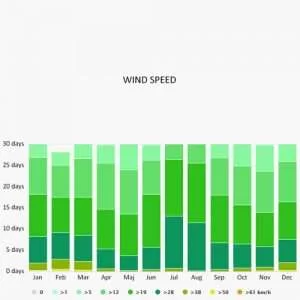 WIND SPEED
30 days
25 days
20 days
15 days
10 days
5 days
0 days
Jan Feb Mar Apr May Jun Jul Aug Sep Oct Nov Dec
0 >1 >5 >12 >19 >28 >38 >50 >61 km/h